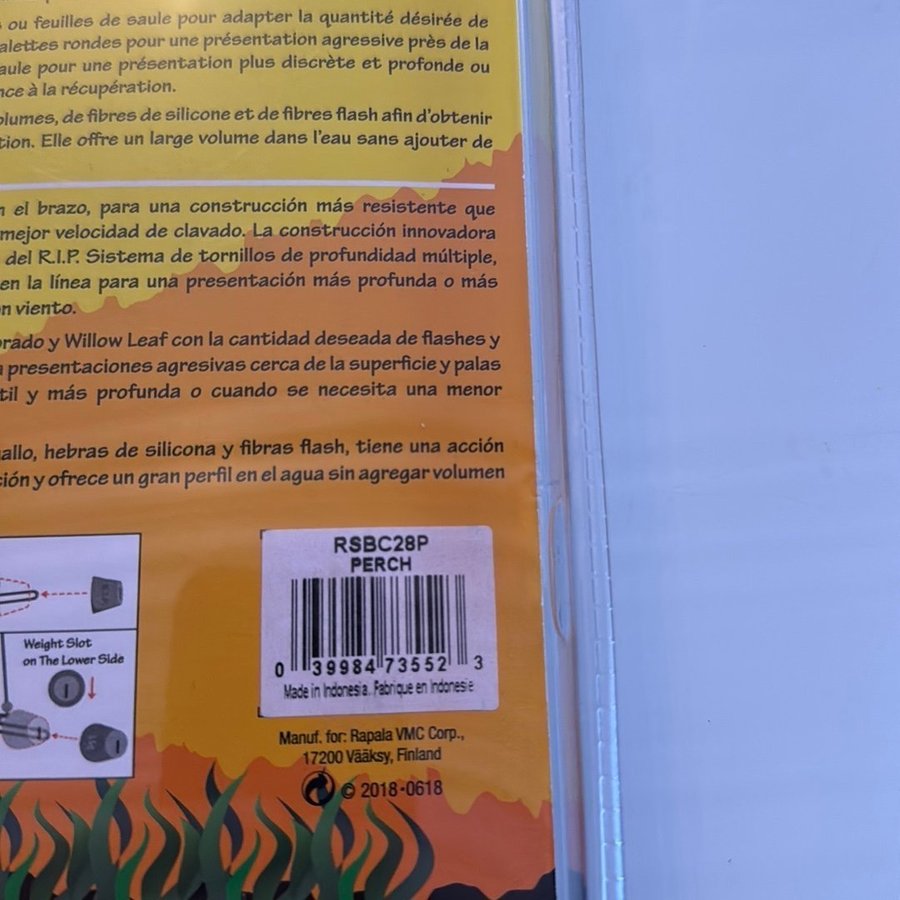 ou feuilles de saule pour adapter la quantité désirée de
alettes rondes pour une présentation agressive près de la
aule pour une présentation plus discrète et profonde ou
nce à la récupération.
plumes, de fibres de silicone et de fibres flash afin d'obtenir
tion. Elle offre un large volume dans l'eau sans ajouter de
n el brazo, para una construcción más resistente que
mejor velocidad de clavado. La construcción innovadora
del R.I.P. Sistema de tornillos de profundidad múltiple,
en la línea para una presentación más profunda o más
n viento.
orado y Willow Leaf con la cantidad deseada de flashes y
a presentaciones agresivas cerca de la superficie y palas
til y más profunda o cuando se necesita una menor
allo, hebras de silicona y fibras flash, tiene una acción
ción y ofrece un gran perfil en el agua sin agregar volumen
RSBC28P
PERCH
0 39984 73552 3
Made in Indonesia. Fabrique en Indonesie
Weight Slot
on The Lower Side
Manuf. for: Rapala VMC Corp.,
17200 Vääksy, Finland
© 2018-0618